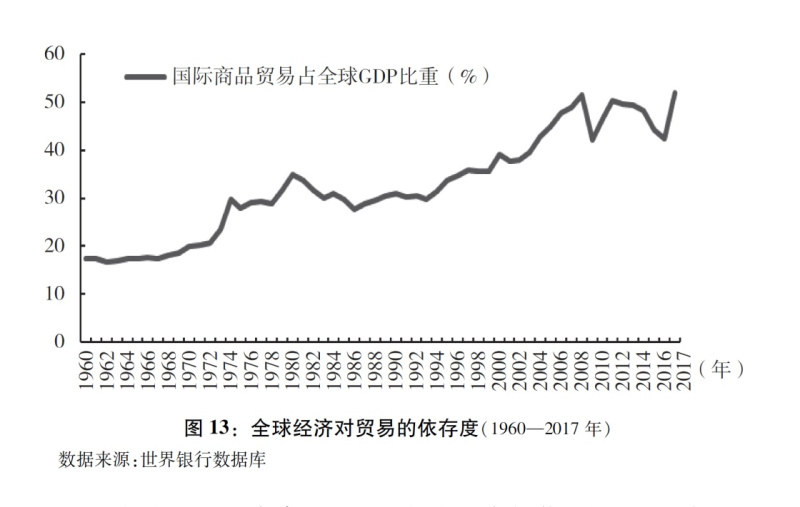 60
国际商品贸易占全球GDP比重（%）
50
40
30
20
10
0
1960 1962 1964 1966 1968 1970 1972 1974 1976 1978 1980 1982 1984 1986 1988 1990 1992 1994 1996 1998 2000 2002 2004 2006 2008 2010 2012 2014 2016 2017（年）
图 13：全球经济对贸易的依存度(1960—2017 年)
数据来源:世界银行数据库